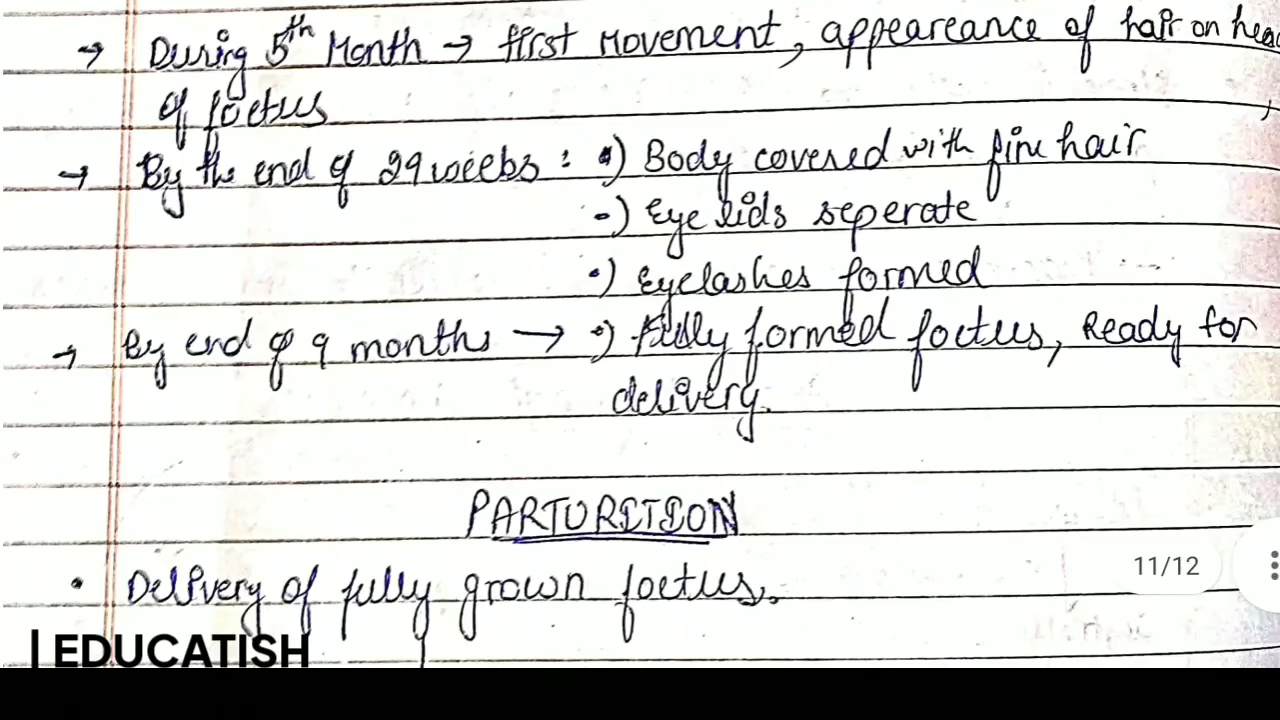 → During 5th Month → first Movement, appeareance of hair on head
of foetus
→ By the end of 29 weeks : •) Body covered with fine hair
•) Eye lids seperate
•) Eyelashes formed
→ By end of 9 months → •) Fully formed foetus, Ready for
delivery.
PARTURITION
• Delivery of fully grown foetus.
11/12
| EDUCATISH